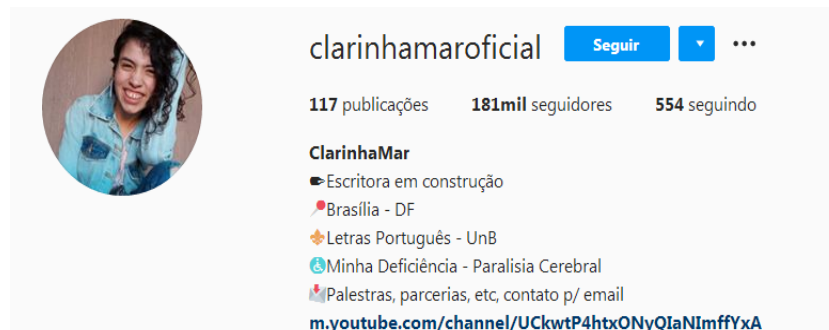 clarinhamaroficial Seguir
117 publicações 181mil seguidores 554 seguindo
ClarinhaMar
✒Escritora em construção
📍Brasília - DF
⚜Letras Português - UnB
♿Minha Deficiência - Paralisia Cerebral
📩Palestras, parcerias, etc, contato p/ email
m.youtube.com/channel/UCkwtP4htxONyQIaNImffYxA